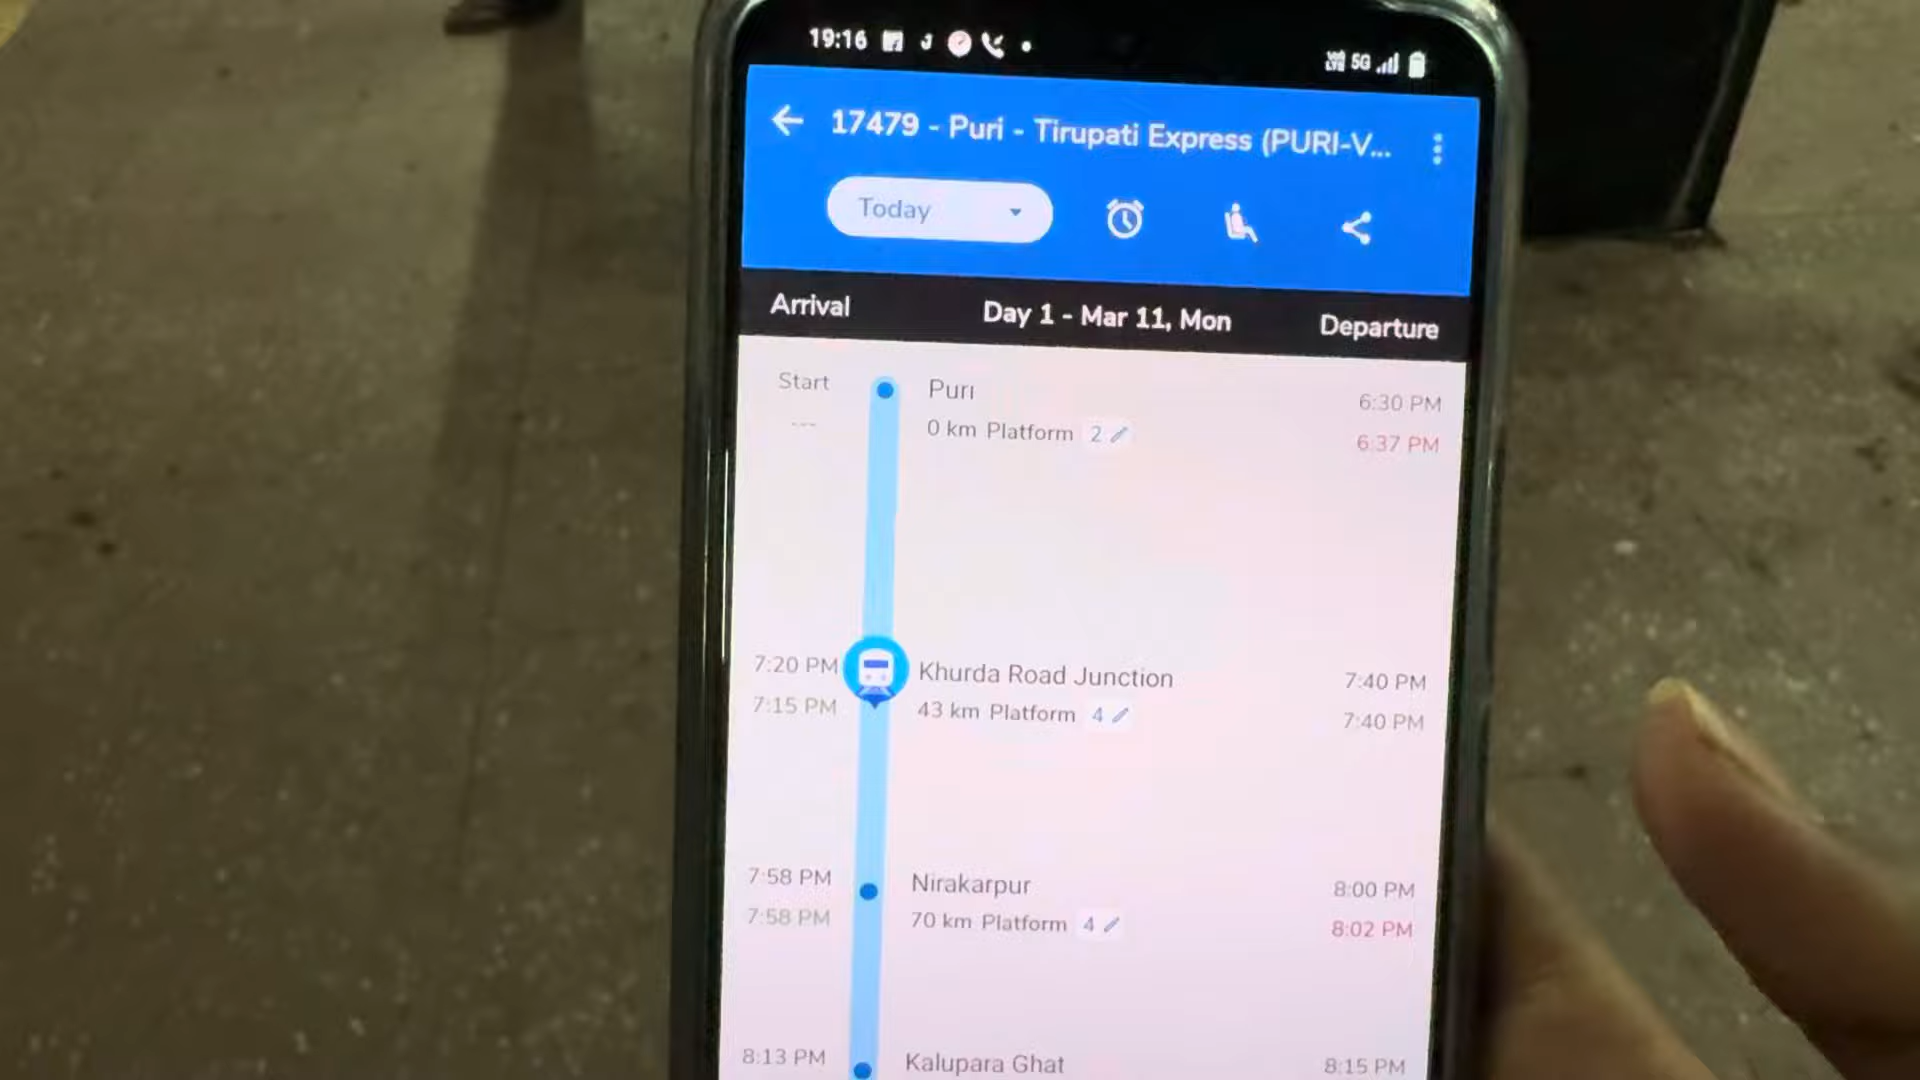 19:16 5G
17479 - Puri - Tirupati Express (PURI-V...
Today
Arrival Day 1 - Mar 11, Mon Departure
Start Puri 6:30 PM
--- 0 km Platform 2 6:37 PM
7:20 PM Khurda Road Junction 7:40 PM
7:15 PM 43 km Platform 4 7:40 PM
7:58 PM Nirakarpur 8:00 PM
7:58 PM 70 km Platform 4 8:02 PM
8:13 PM Kalupara Ghat 8:15 PM